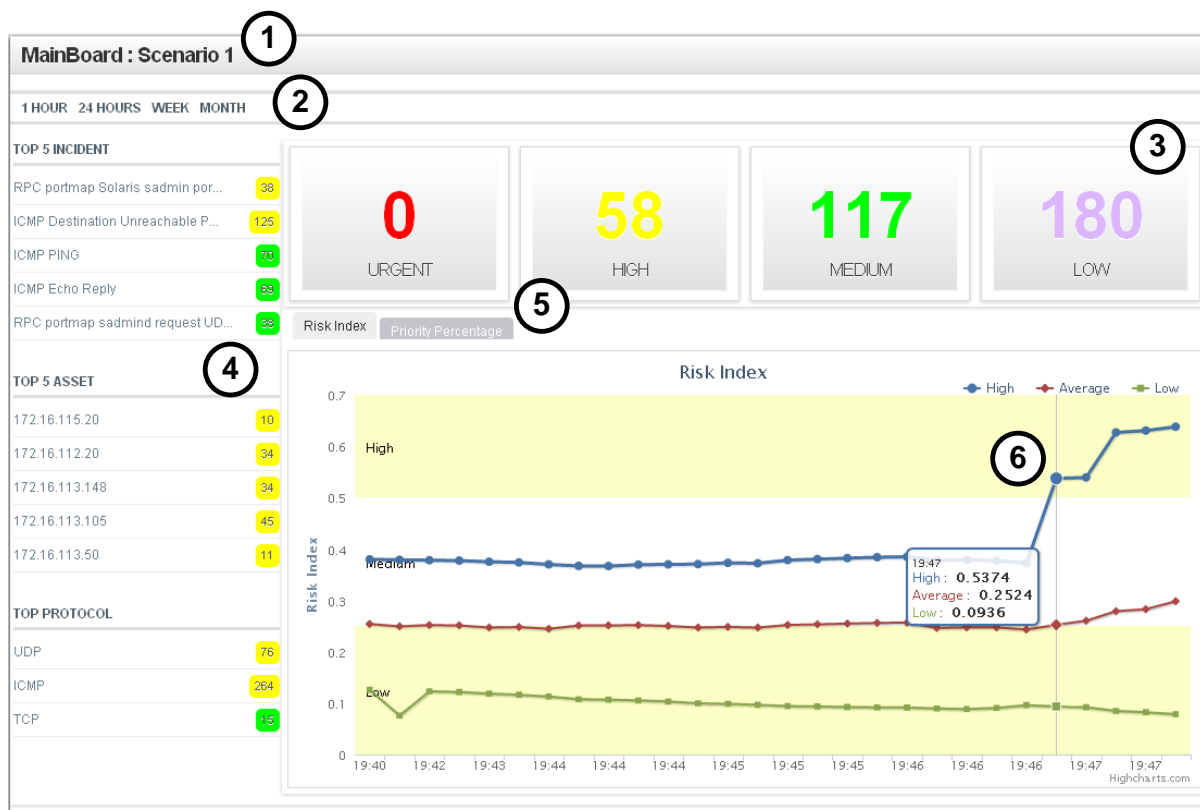 MainBoard : Scenario 1
1
1 HOUR 24 HOURS WEEK MONTH
2
TOP 5 INCIDENT
RPC portmap Solaris sadmin por... 38
ICMP Destination Unreachable P... 125
ICMP PING 70
ICMP Echo Reply
RPC portmap sadmind request UD... 38
4
TOP 5 ASSET
172.16.115.20 10
172.16.112.20 34
172.16.113.148 34
172.16.113.105 45
172.16.113.50 11
TOP PROTOCOL
UDP 76
ICMP 264
TCP 15
3
0
URGENT
58
HIGH
117
MEDIUM
180
LOW
5
Risk Index Priority Percentage
Risk Index
High Average Low
Risk Index
0.7
0.6
0.5
0.4
0.3
0.2
0.1
0
High
Medium
Low
6
19:47
High : 0.5374
Average : 0.2524
Low : 0.0936
19:40 19:42 19:43 19:44 19:44 19:44 19:45 19:45 19:45 19:46 19:46 19:46 19:47 19:47
Highcharts.com